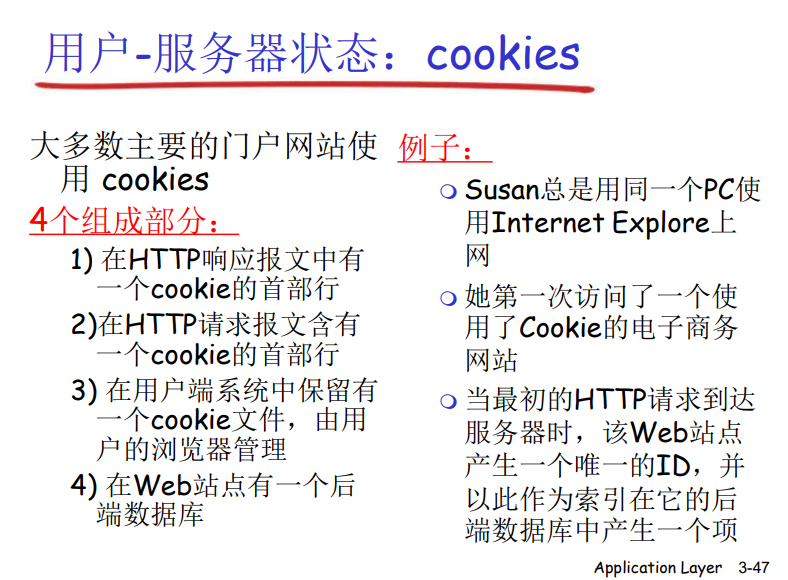 用户-服务器状态：cookies
大多数主要的门户网站使
用 cookies
4个组成部分：
1) 在HTTP响应报文中有
一个cookie的首部行
2)在HTTP请求报文含有
一个cookie的首部行
3) 在用户端系统中保留有
一个cookie文件，由用
户的浏览器管理
4) 在Web站点有一个后
端数据库
例子：
Susan总是用同一个PC使
用Internet Explore上
网
她第一次访问了一个使
用了Cookie的电子商务
网站
当最初的HTTP请求到达
服务器时，该Web站点
产生一个唯一的ID，并
以此作为索引在它的后
端数据库中产生一个项
Application Layer 3-47